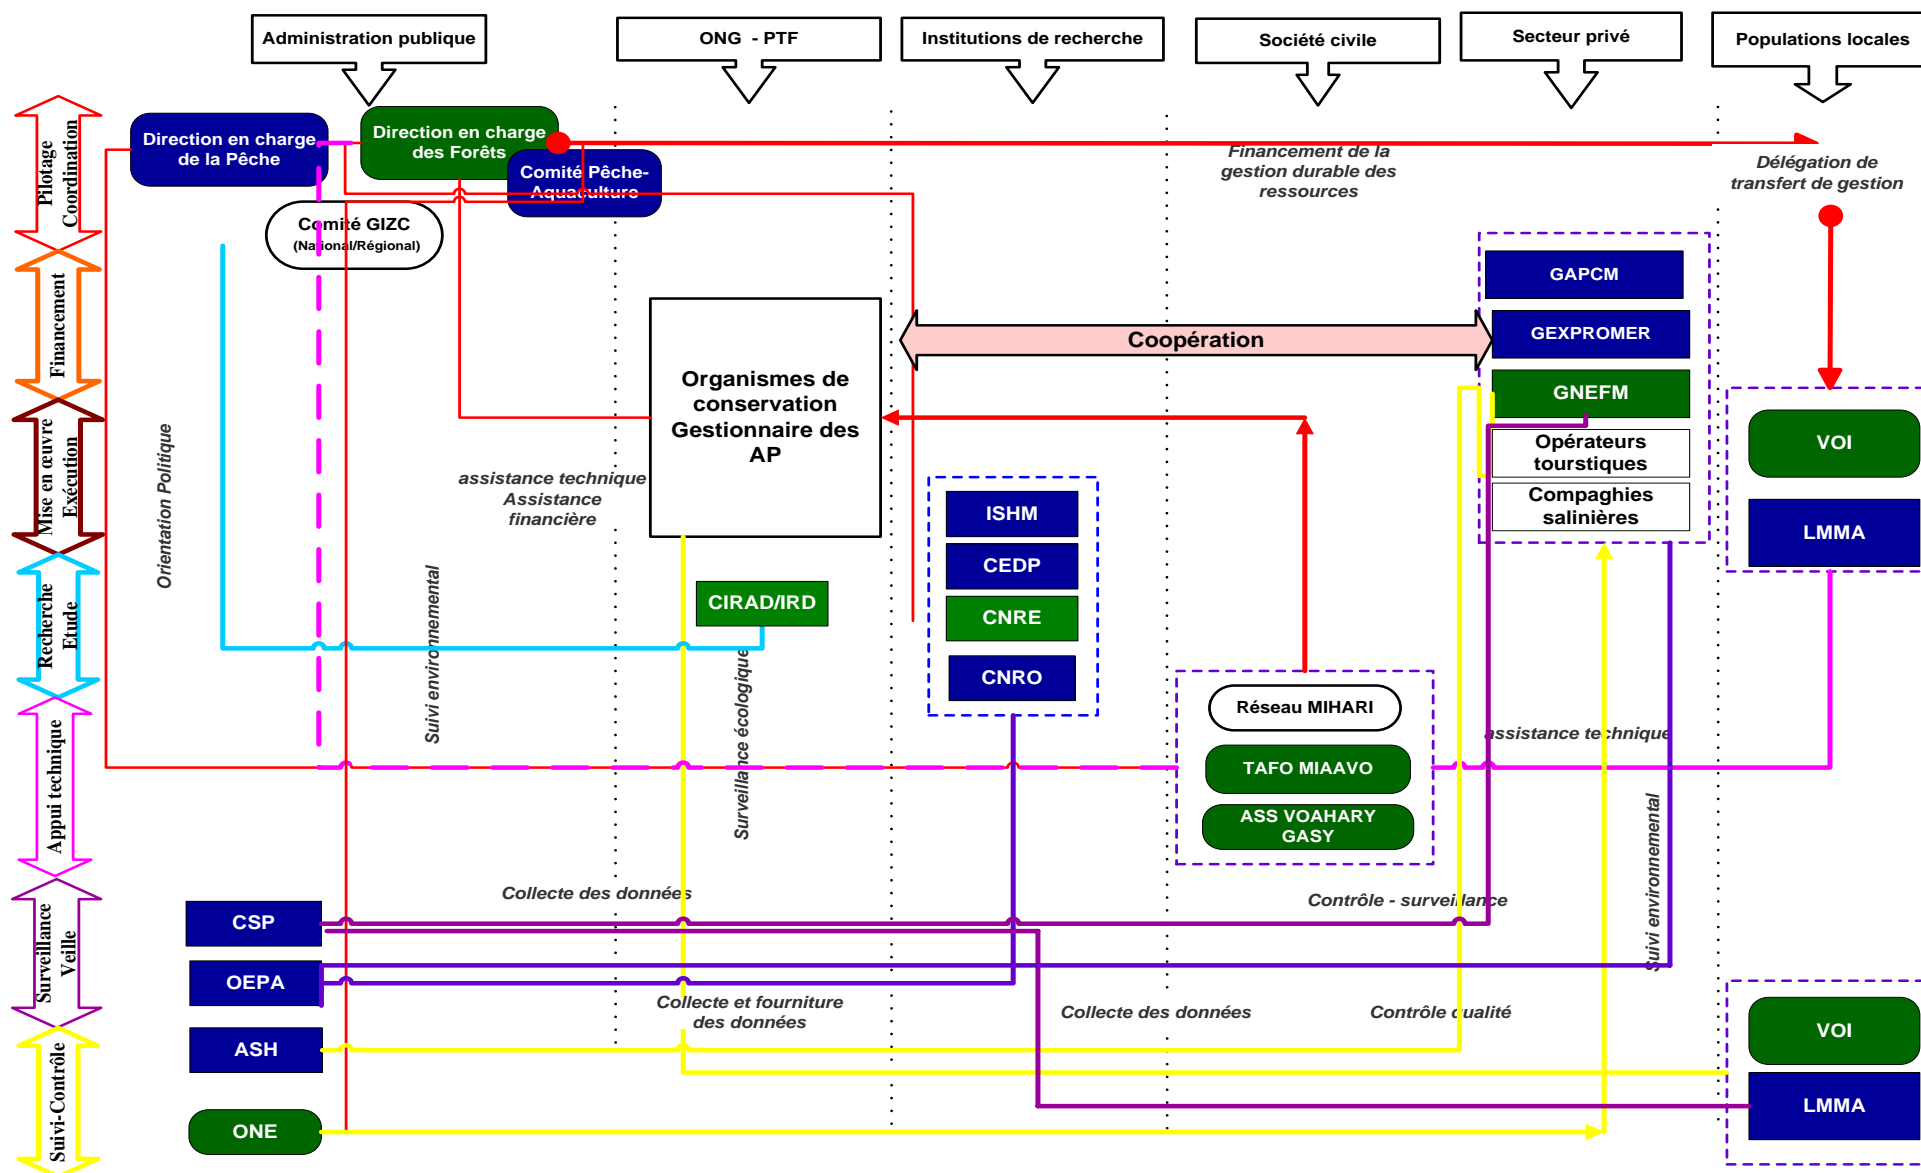 Administration publique
ONG - PTF
Institutions de recherche
Société civile
Secteur privé
Populations locales
Pilotage
Coordination
Direction en charge
de la Pêche
Direction en charge
des Forêts
Comité Pêche-
Aquaculture
Comité GIZC
(National/Régional)
Financement de la
gestion durable des
ressources
Délégation de
transfert de gestion
Financement
GAPCM
GEXPROMER
GNEFM
Opérateurs
tourstiques
Compaghies
salinières
Coopération
Organismes de
conservation
Gestionnaire des
AP
VOI
LMMA
Mise en œuvre
Exécution
Orientation Politique
assistance technique
Assistance
financière
ISHM
CEDP
CNRE
CNRO
CIRAD/IRD
Recherche
Etude
Suivi environnemental
Surveillance écologique
Réseau MIHARI
TAFO MIAAVO
ASS VOAHARY
GASY
assistance technique
Appui technique
Suivi environnemental
Collecte des données
Contrôle - surveillance
Surveillance
Veille
CSP
OEPA
Collecte et fourniture
des données
Collecte des données
Contrôle qualité
Suivi-Contrôle
ASH
ONE
VOI
LMMA